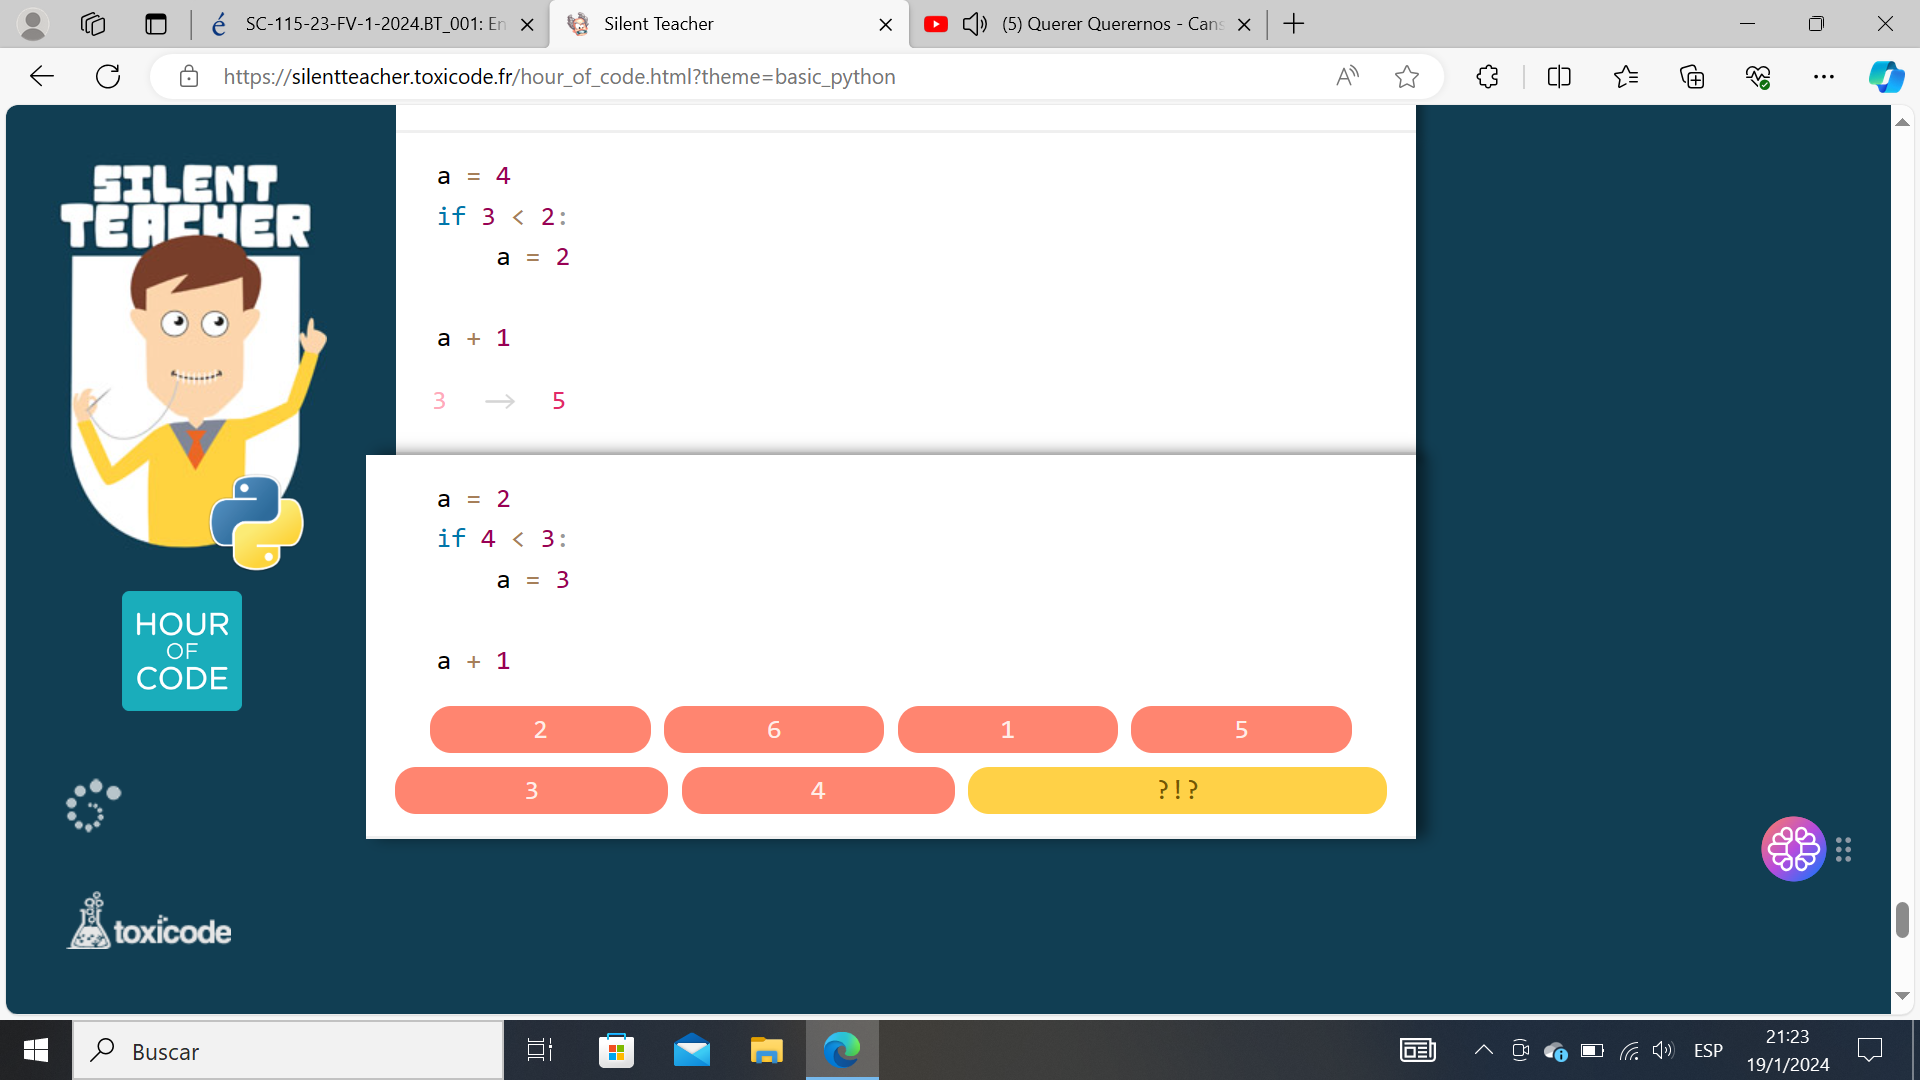 SC-115-23-FV-1-2024.BT_001: En
Silent Teacher
(5) Querer Querernos - Cans
https://silentteacher.toxicode.fr/hour_of_code.html?theme=basic_python
SILENT
TEACHER
HOUR
OF
CODE
toxicode
a = 4
if 3 < 2:
    a = 2
a + 1
3 → 5
a = 2
if 4 < 3:
    a = 3
a + 1
2 6 1 5
3 4 ?!?
Buscar
ESP
21:23
19/1/2024